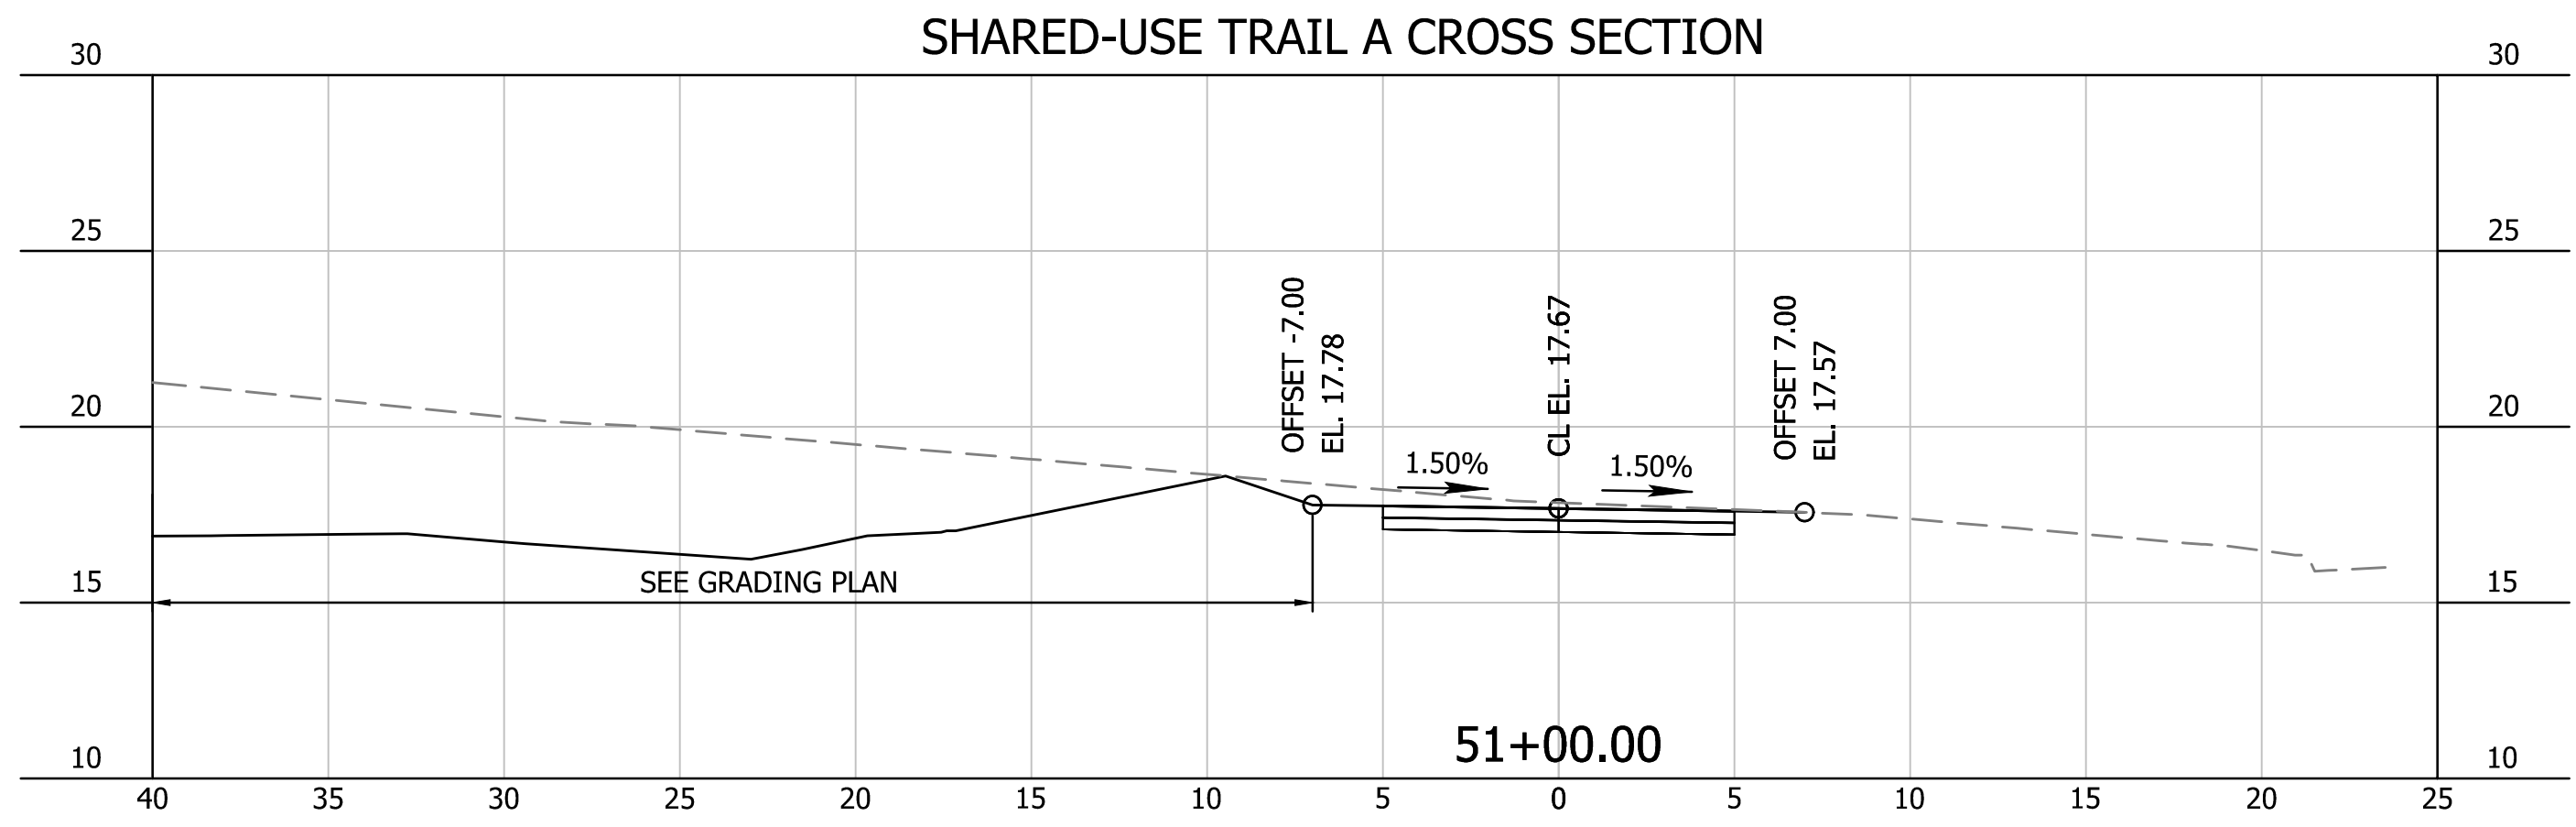 SHARED-USE TRAIL A CROSS SECTION
30 30
25 25
20 20
15 15
10 10
OFFSET -7.00
EL. 17.78
CL EL. 17.67
OFFSET 7.00
EL. 17.57
1.50% 1.50%
SEE GRADING PLAN
51+00.00
40 35 30 25 20 15 10 5 0 5 10 15 20 25